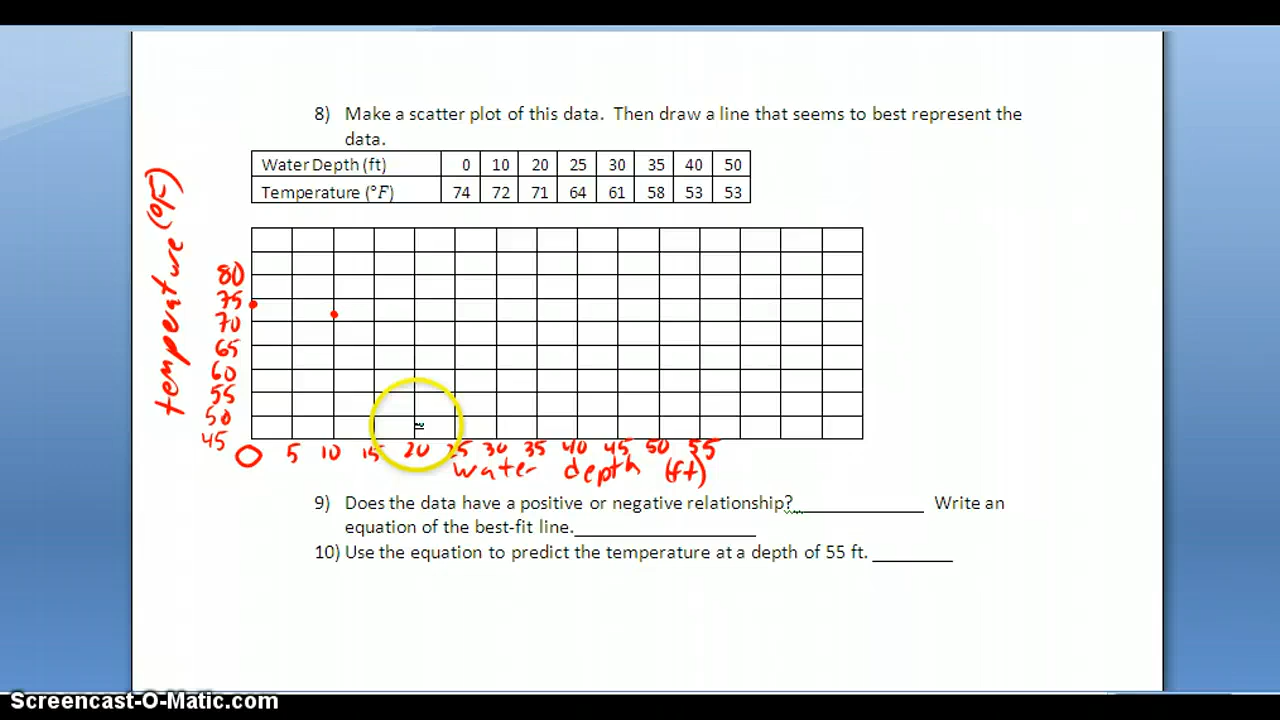 8) Make a scatter plot of this data. Then draw a line that seems to best represent the
data.
Water Depth (ft) 0 10 20 25 30 35 40 50
Temperature (°F) 74 72 71 64 61 58 53 53
temperature (°F)
80
75
70
65
60
55
50
45
0 5 10 15 20 25 30 35 40 45 50 55
water depth (ft)
9) Does the data have a positive or negative relationship?____________ Write an
equation of the best-fit line.________________
10) Use the equation to predict the temperature at a depth of 55 ft. ________
Screencast-O-Matic.com